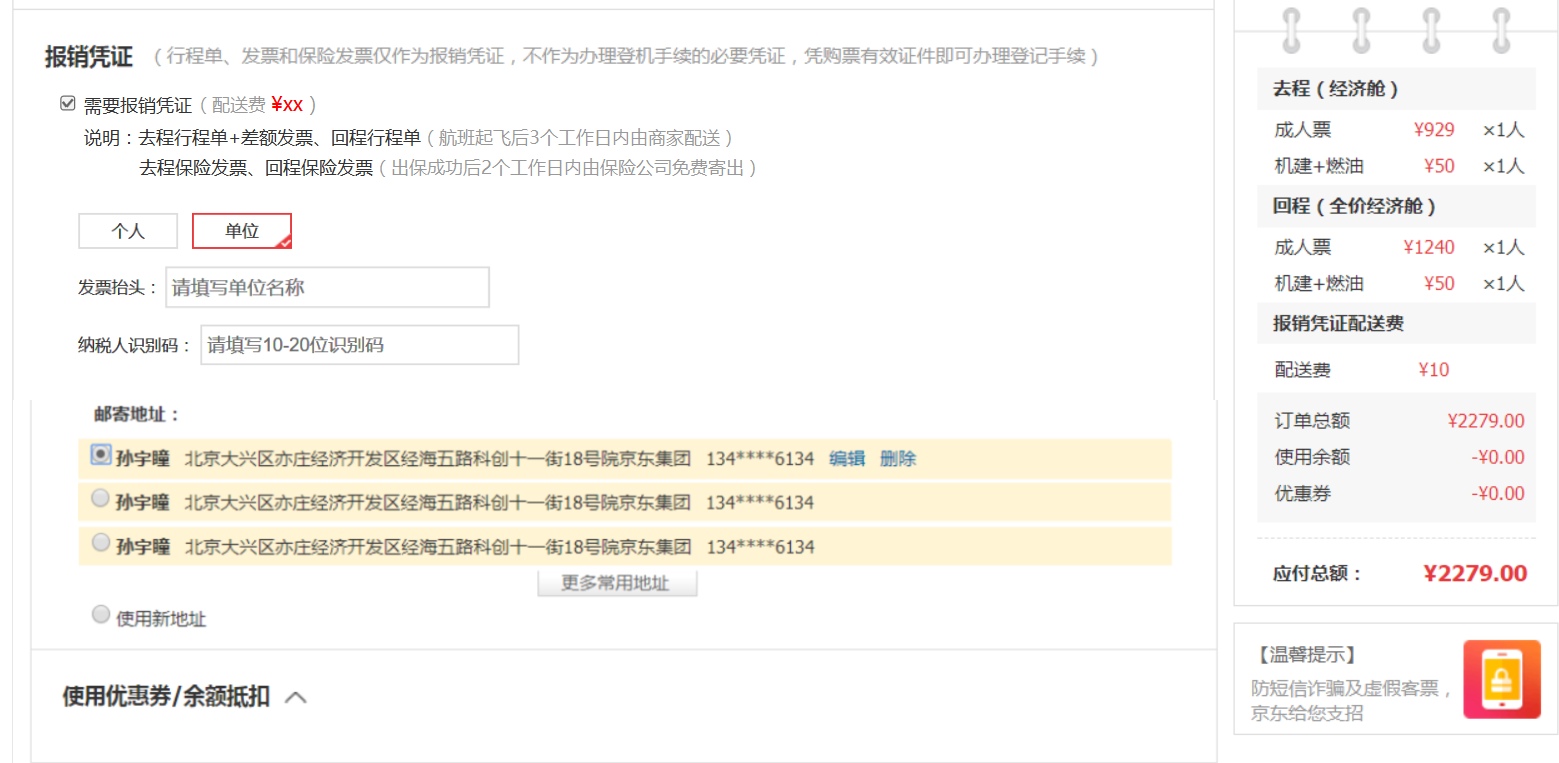 报销凭证 （行程单、发票和保险发票仅作为报销凭证，不作为办理登机手续的必要凭证，凭购票有效证件即可办理登记手续）
需要报销凭证（配送费 ¥xx ）
说明：去程行程单+差额发票、回程行程单（航班起飞后3个工作日内由商家配送）
去程保险发票、回程保险发票（出保成功后2个工作日内由保险公司免费寄出）
个人 单位
发票抬头： 请填写单位名称
纳税人识别码： 请填写10-20位识别码
邮寄地址：
孙宇曈 北京大兴区亦庄经济开发区经海五路科创十一街18号院京东集团 134****6134 编辑 删除
孙宇曈 北京大兴区亦庄经济开发区经海五路科创十一街18号院京东集团 134****6134
孙宇曈 北京大兴区亦庄经济开发区经海五路科创十一街18号院京东集团 134****6134
更多常用地址
使用新地址
使用优惠券/余额抵扣
去程（经济舱）
成人票 ¥929 ×1人
机建+燃油 ¥50 ×1人
回程（全价经济舱）
成人票 ¥1240 ×1人
机建+燃油 ¥50 ×1人
报销凭证配送费
配送费 ¥10
订单总额 ¥2279.00
使用余额 -¥0.00
优惠券 -¥0.00
应付总额： ¥2279.00
【温馨提示】
防短信诈骗及虚假客票，
京东给您支招